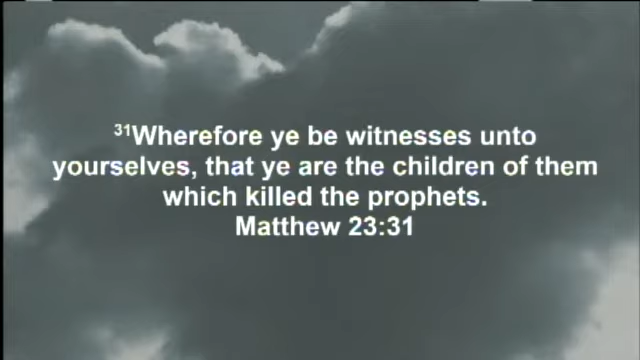 31Wherefore ye be witnesses unto
yourselves, that ye are the children of them
which killed the prophets.
Matthew 23:31